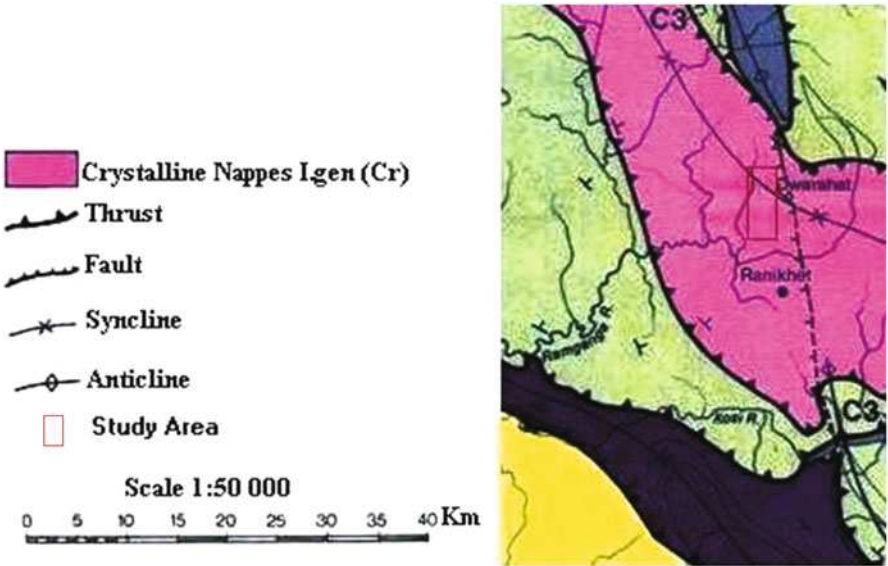 Crystalline Nappes I.gen (Cr)
Thrust
Fault
Syncline
Anticline
Study Area
Scale 1:50 000
0 5 10 15 20 25 30 35 40 Km
C3
Dwarahat
Ranikhet
Ramganga R.
Kosi R.
C3